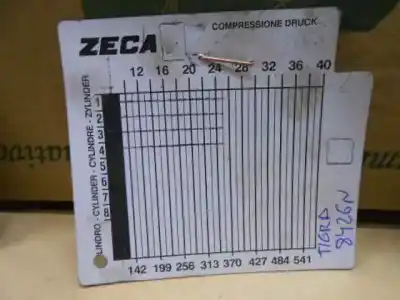 ZECA
COMPRESSIONE DRUCK
12 16 20 24 28 32 36 40
LINDRO - CYLINDER - CYLINDRE - ZYLINDER
1
2
3
4
5
6
7
8
142 199 256 313 370 427 484 541
TIGRA
8426N